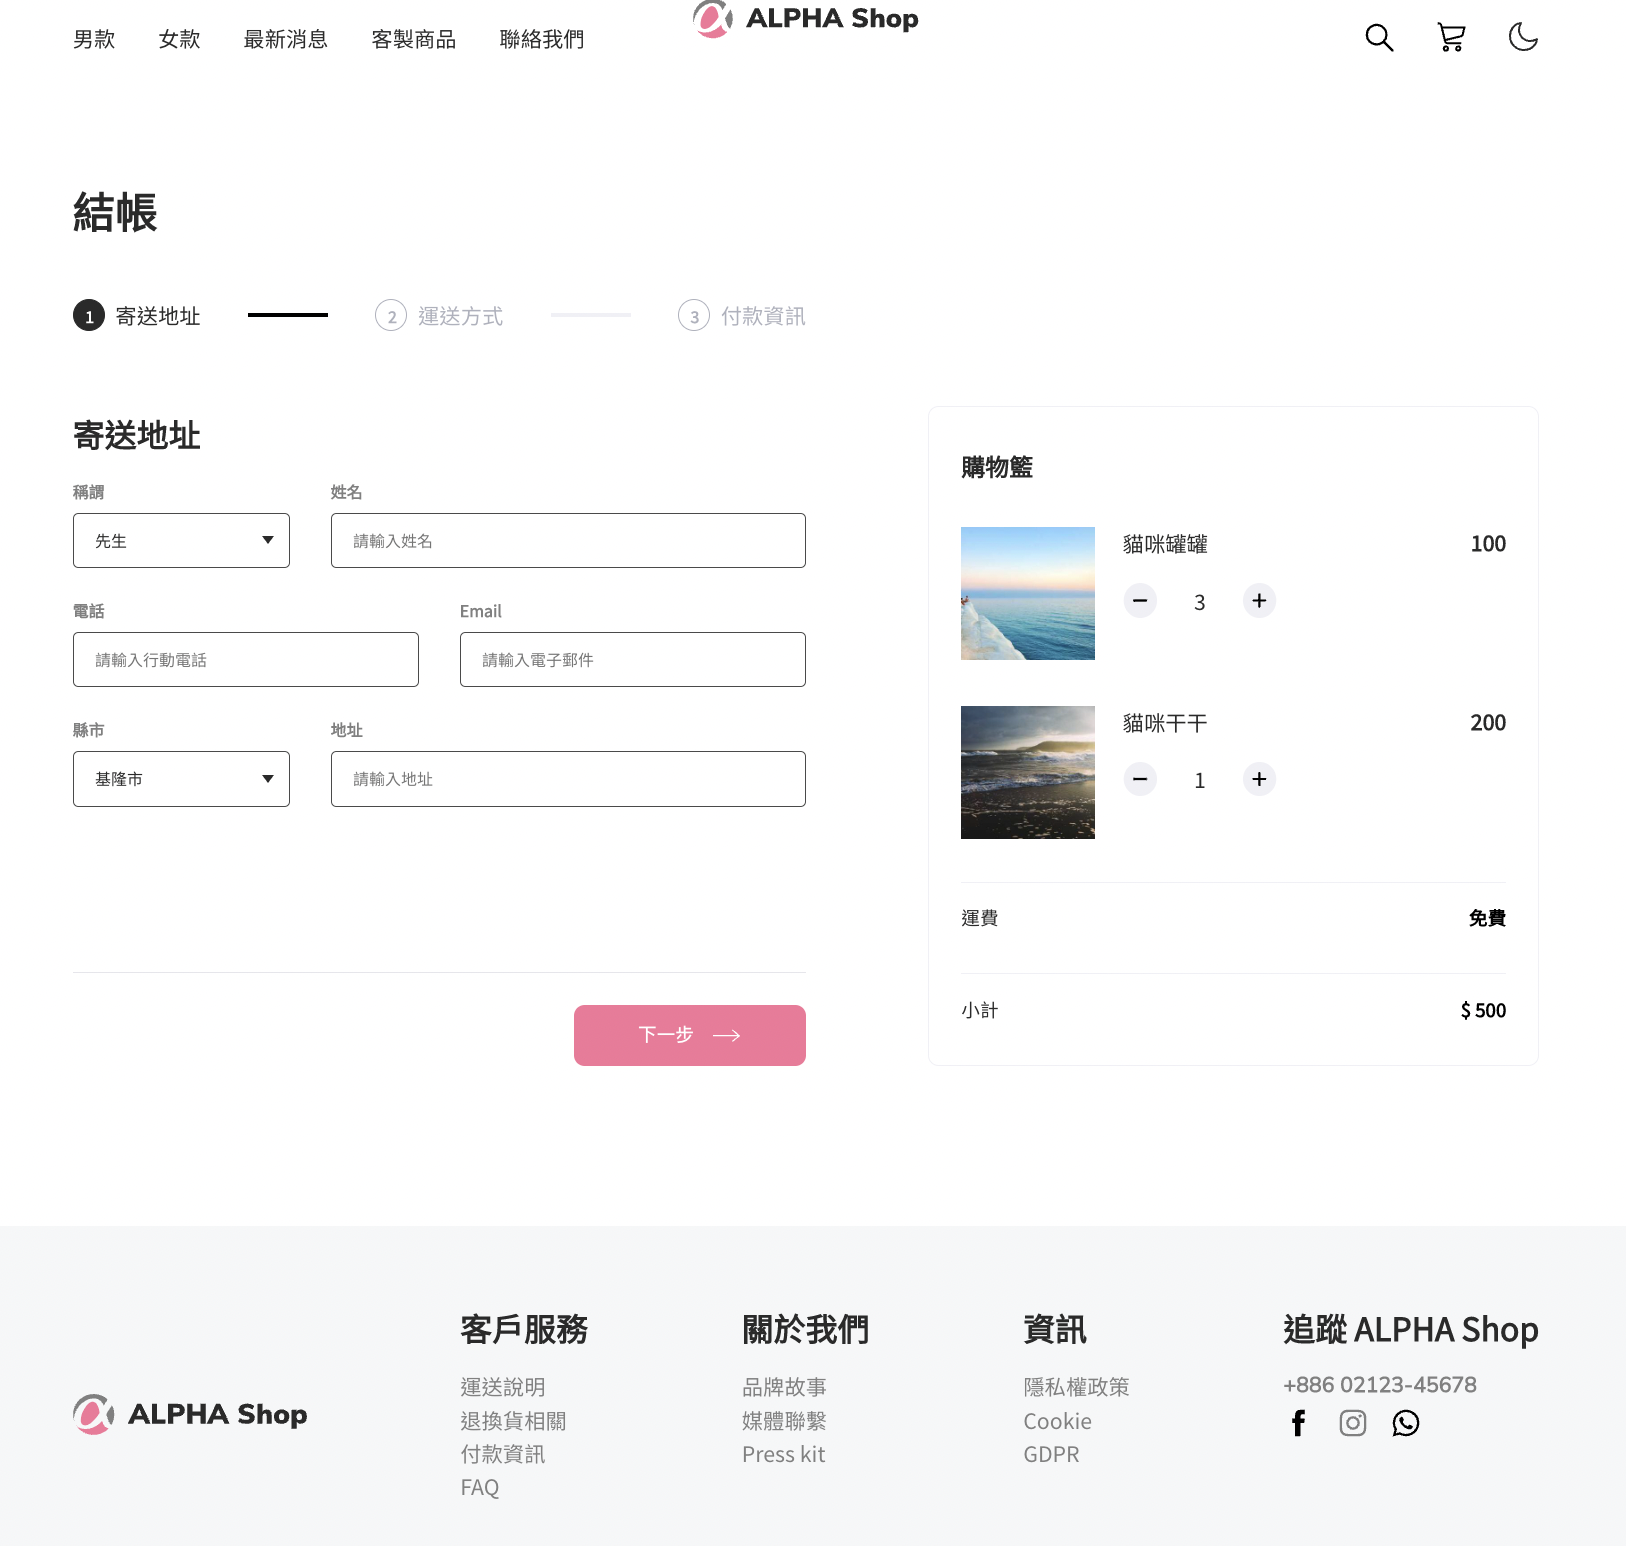 男款 女款 最新消息 客製商品 聯絡我們
ALPHA Shop
結帳
1 寄送地址 2 運送方式 3 付款資訊
寄送地址
稱謂 姓名
先生 請輸入姓名
電話 Email
請輸入行動電話 請輸入電子郵件
縣市 地址
基隆市 請輸入地址
下一步
購物籃
貓咪罐罐 100
3
貓咪干干 200
1
運費 免費
小計 $ 500
ALPHA Shop
客戶服務
運送說明
退換貨相關
付款資訊
FAQ
關於我們
品牌故事
媒體聯繫
Press kit
資訊
隱私權政策
Cookie
GDPR
追蹤 ALPHA Shop
+886 02123-45678